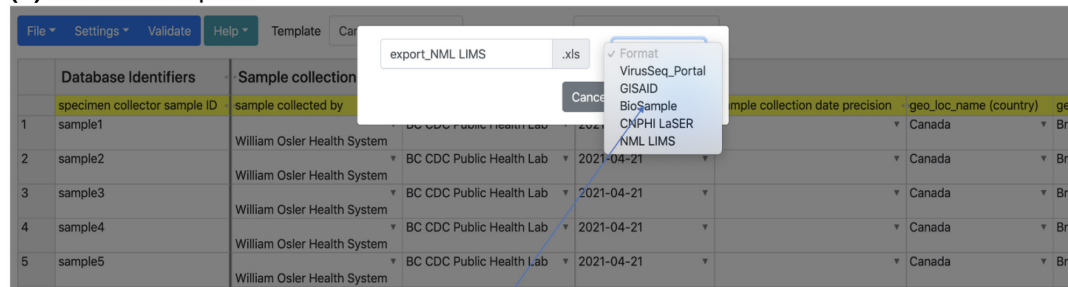 File Settings Validate Help Template
export_NML LIMS .xls Format
VirusSeq_Portal
GISAID
BioSample
CNPHI LaSER
NML LIMS
Database Identifiers Sample collection
specimen collector sample ID sample collected by sample collection date precision geo_loc_name (country)
1 sample1 William Osler Health System BC CDC Public Health Lab Canada
2 sample2 William Osler Health System BC CDC Public Health Lab 2021-04-21 Canada
3 sample3 William Osler Health System BC CDC Public Health Lab 2021-04-21 Canada
4 sample4 William Osler Health System BC CDC Public Health Lab 2021-04-21 Canada
5 sample5 William Osler Health System BC CDC Public Health Lab 2021-04-21 Canada